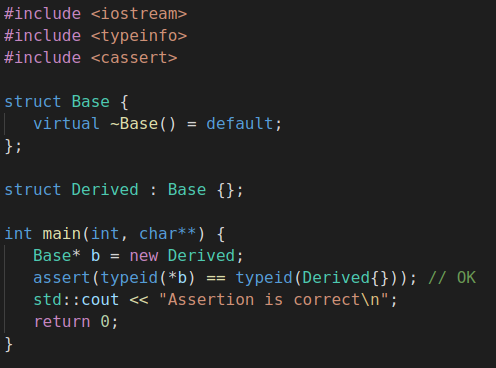 #include <iostream>
#include <typeinfo>
#include <cassert>
struct Base {
virtual ~Base() = default;
};
struct Derived : Base {};
int main(int, char**) {
Base* b = new Derived;
assert(typeid(*b) == typeid(Derived{})); // OK
std::cout << "Assertion is correct\n";
return 0;
}